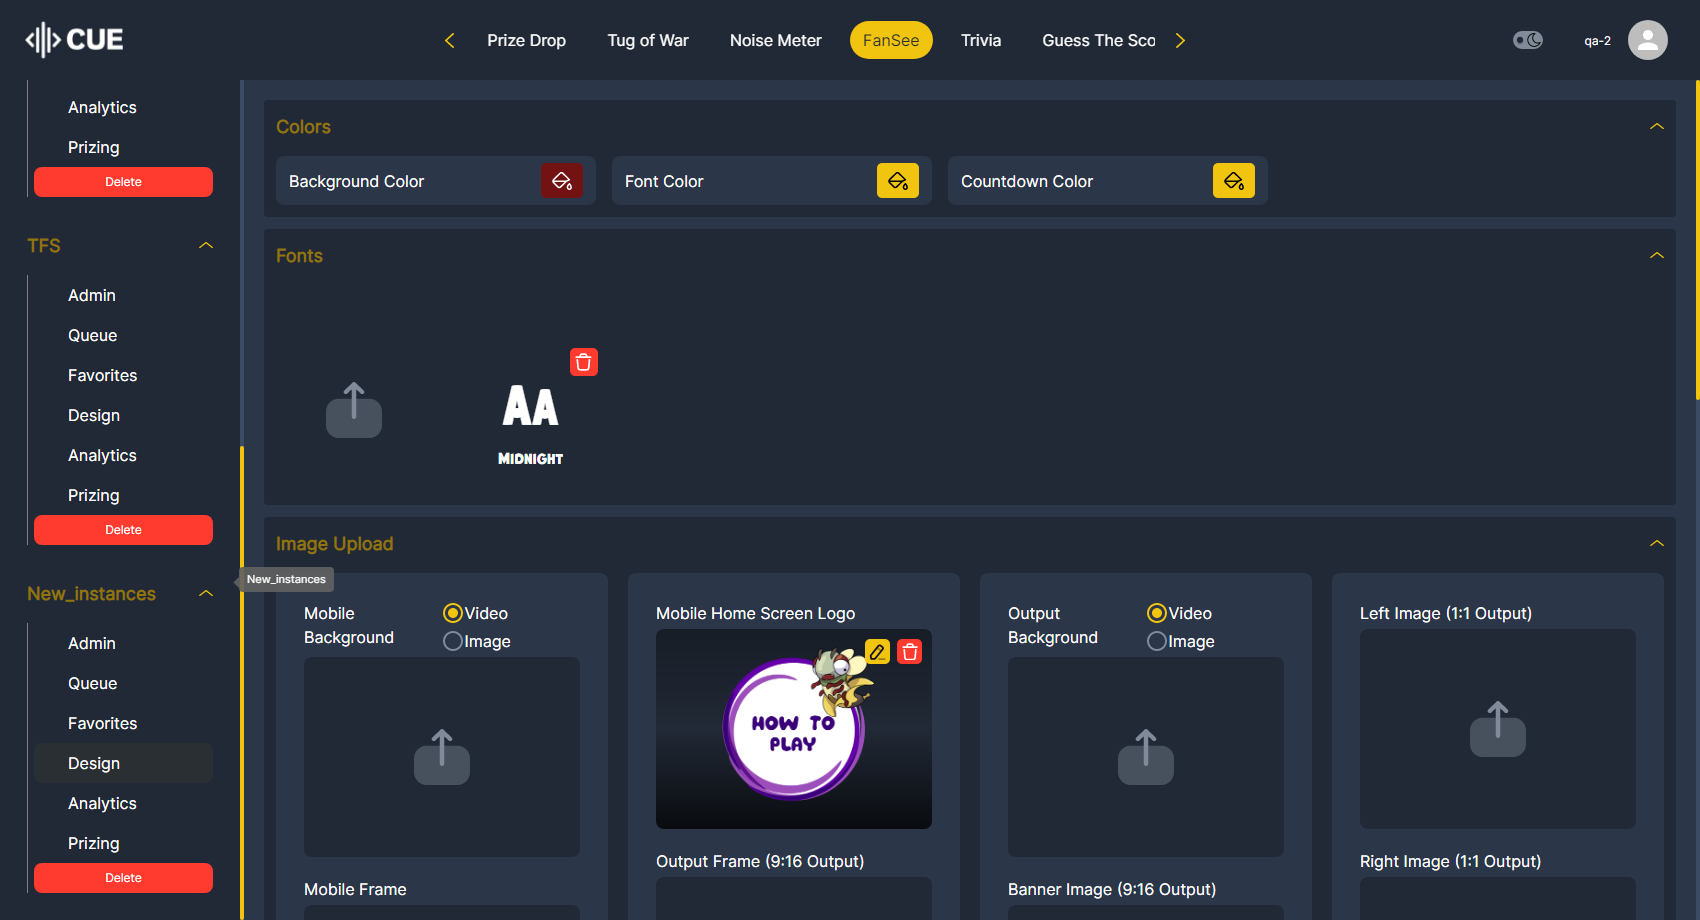 CUE
Prize Drop
Tug of War
Noise Meter
FanSee
Trivia
Guess The Sco
qa-2
Analytics
Prizing
Delete
TFS
Admin
Queue
Favorites
Design
Analytics
Prizing
Delete
New_instances
New_instances
Admin
Queue
Favorites
Design
Analytics
Prizing
Delete
Colors
Background Color
Font Color
Countdown Color
Fonts
AA
MIDNIGHT
Image Upload
Mobile
Background
Video
Image
Mobile Frame
Mobile Home Screen Logo
HOW TO
PLAY
Output Frame (9:16 Output)
Output
Background
Video
Image
Banner Image (9:16 Output)
Left Image (1:1 Output)
Right Image (1:1 Output)